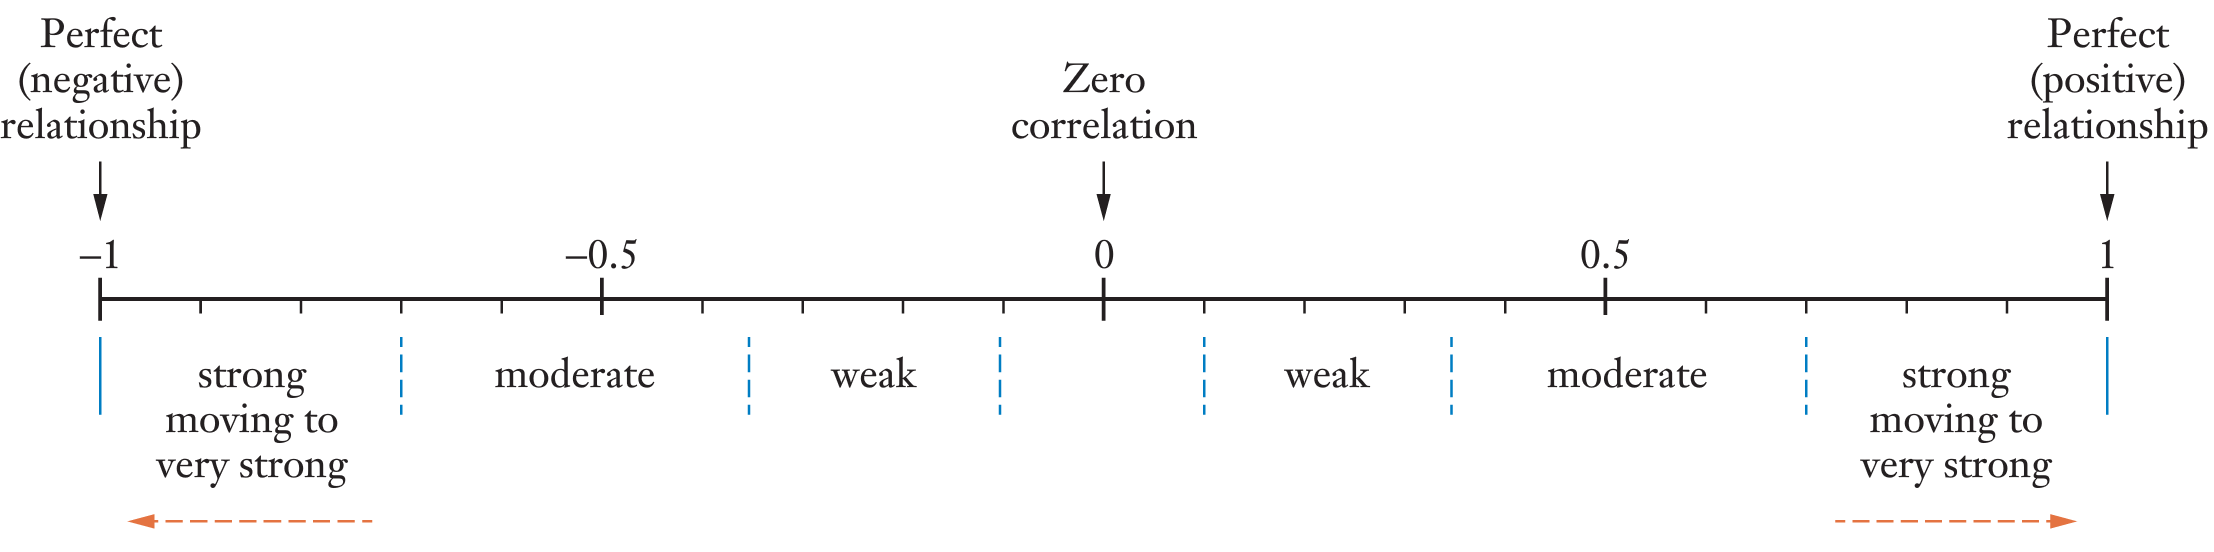 Perfect
(negative)
relationship
Zero
correlation
Perfect
(positive)
relationship
–1
–0.5
0
0.5
1
strong
moving to
very strong
moderate
weak
weak
moderate
strong
moving to
very strong